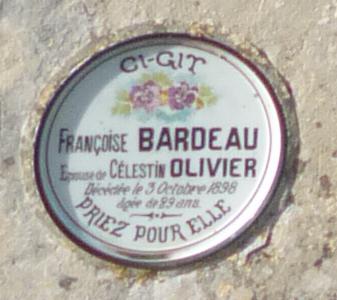 CI-GIT
FRANÇOISE BARDEAU
Epouse de CÉLESTIN OLIVIER
Décédée le 3 Octobre 1898
âgée de 29 ans.
PRIEZ POUR ELLE